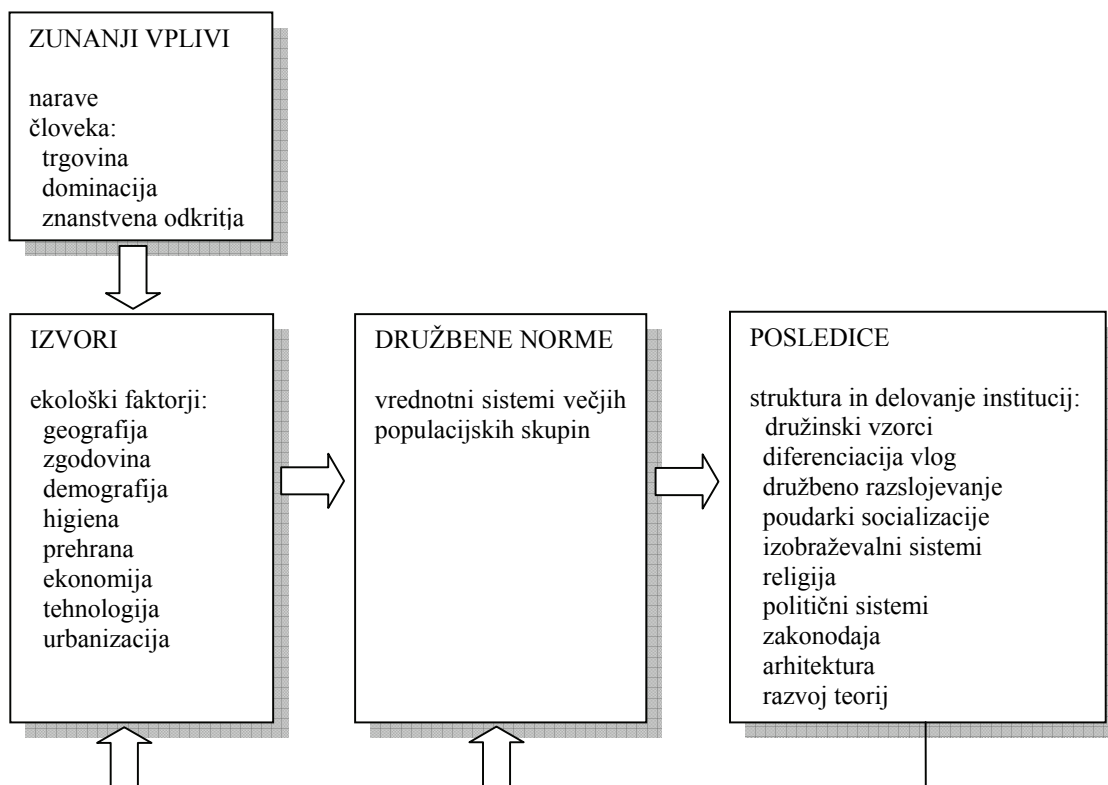 ZUNANJI VPLIVI
narave
človeka:
trgovina
dominacija
znanstvena odkritja
IZVORI
ekološki faktorji:
geografija
zgodovina
demografija
higiena
prehrana
ekonomija
tehnologija
urbanizacija
DRUŽBENE NORME
vrednotni sistemi večjih
populacijskih skupin
POSLEDICE
struktura in delovanje institucij:
družinski vzorci
diferenciacija vlog
družbeno razslojevanje
poudarki socializacije
izobraževalni sistemi
religija
politični sistemi
zakonodaja
arhitektura
razvoj teorij